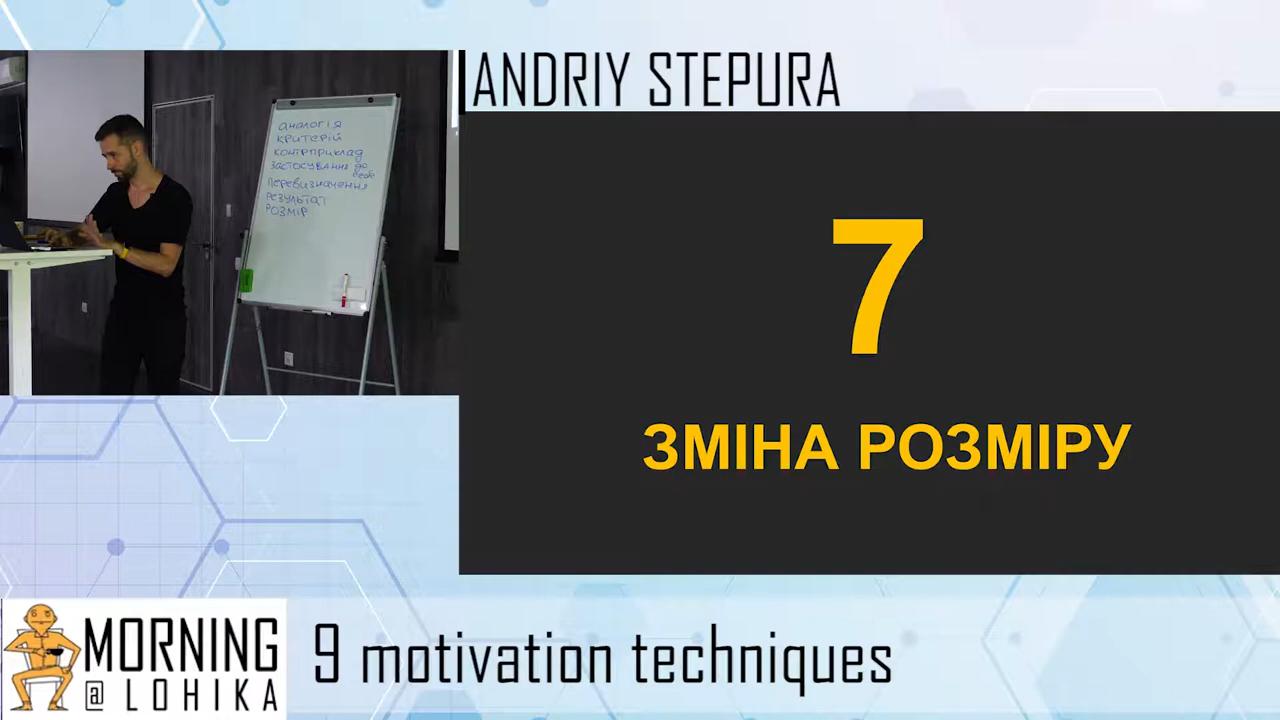 ANDRIY STEPURA
аналогія
критерій
контрприклад
застосування до
себе
перевизначення
результат
розмір
7
ЗМІНА РОЗМІРУ
MORNING
@ LOHIKA
9 motivation techniques